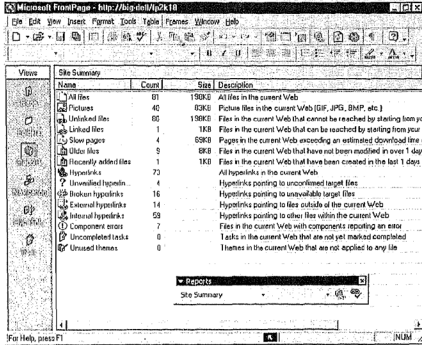 Microsoft FrontPage - http://big-dell/fp2k18
File Edit View Insert Format Tools Table Frames Window Help
Views
Site Summary
Name Count Size Description
All files 81 198KB All files in the current Web
Pictures 40 83KB Picture files in the current Web (GIF, JPG, BMP, etc.)
Unlinked files 80 198KB Files in the current Web that cannot be reached by starting from yo
Linked files 1 1KB Files in the current Web that can be reached by starting from your
Slow pages 4 69KB Pages in the current Web exceeding an estimated download time
Older files 9 8KB Files in the current Web that have not been modified in over 1 day
Recently added files 1 1KB Files in the current Web that have been created in the last 1 days
Hyperlinks 73 All hyperlinks in the current Web
? Unverified hyperlin... 4 Hyperlinks pointing to unconfirmed target files
Broken hyperlinks 16 Hyperlinks pointing to unavailable target files
External hyperlinks 14 Hyperlinks pointing to files outside of the current Web
Internal hyperlinks 59 Hyperlinks pointing to other files within the current Web
Component errors 7 Files in the current Web with components reporting an error
Uncompleted tasks 0 Tasks in the current Web that are not yet marked completed
Unused themes 0 Themes in the current Web that are not applied to any file
Reports
Site Summary
For Help, press F1 NUM